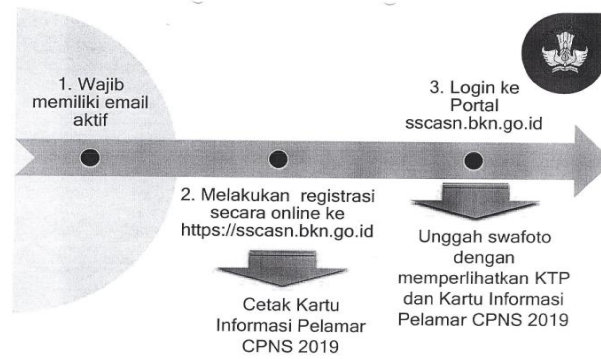 1. Wajib
memiliki email
aktif
2. Melakukan registrasi
secara online ke
https://sscasn.bkn.go.id
Cetak Kartu
Informasi Pelamar
CPNS 2019
3. Login ke
Portal
sscasn.bkn.go.id
Unggah swafoto
dengan
memperlihatkan KTP
dan Kartu Informasi
Pelamar CPNS 2019